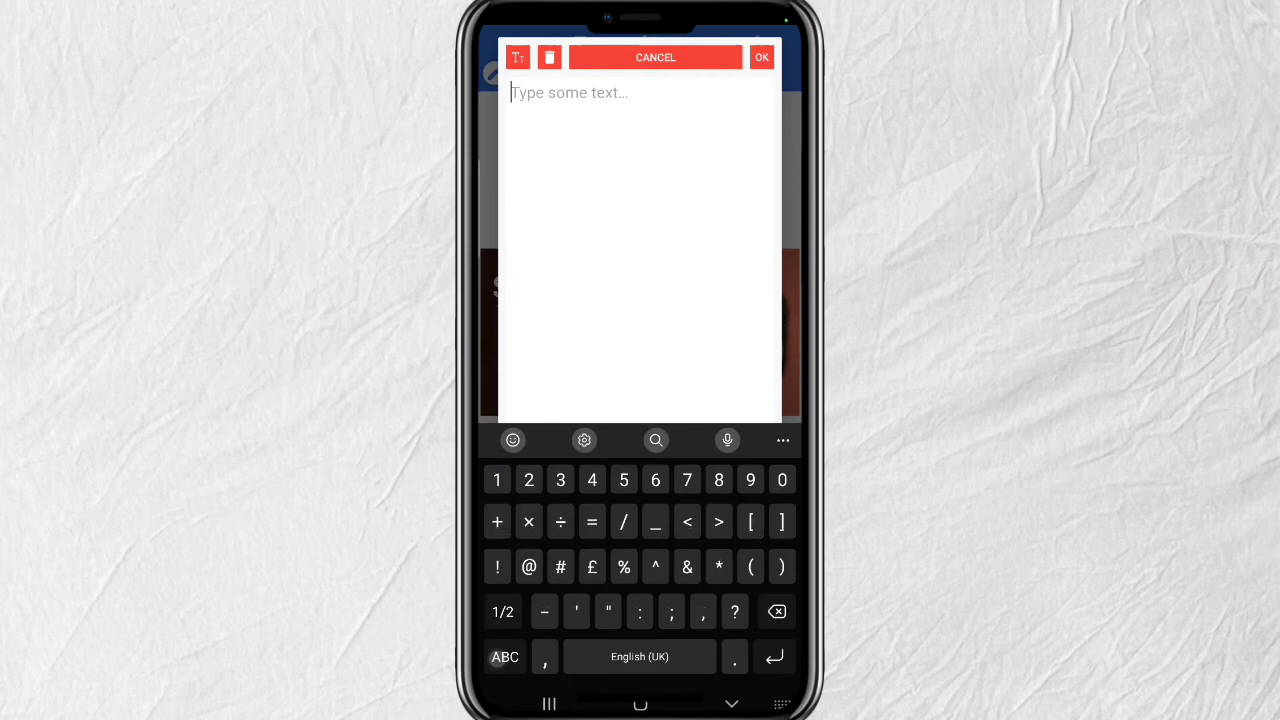 TT CANCEL OK
Type some text...
1 2 3 4 5 6 7 8 9 0
+ × ÷ = / _ < > [ ]
! @ # £ % ^ & * ( )
1/2 - ' " : ; , ?
ABC , English (UK) .